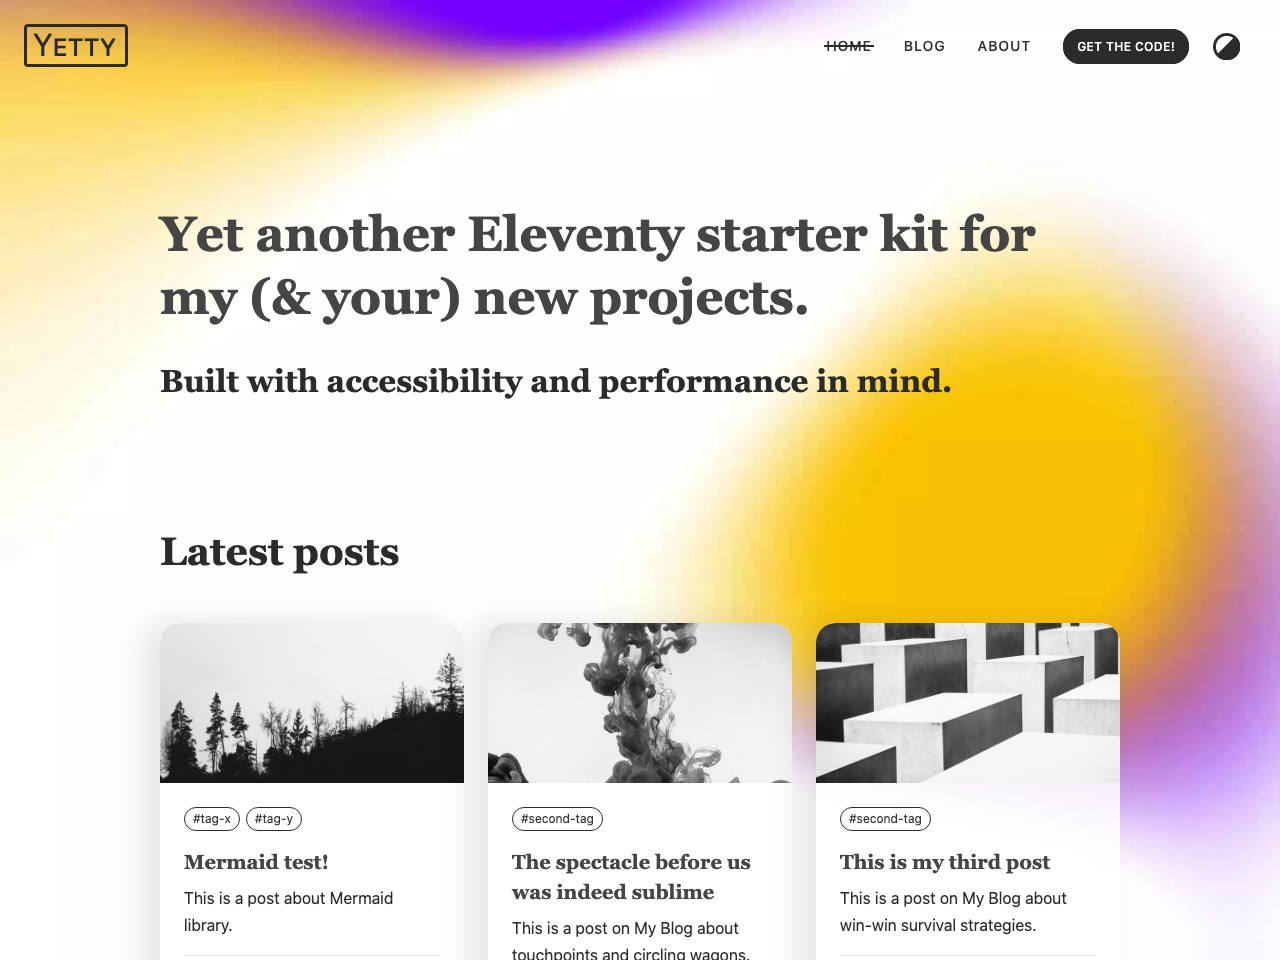 YETTY
HOME
BLOG
ABOUT
GET THE CODE!
Yet another Eleventy starter kit for
my (& your) new projects.
Built with accessibility and performance in mind.
Latest posts
#tag-x #tag-y
Mermaid test!
This is a post about Mermaid
library.
#second-tag
The spectacle before us
was indeed sublime
This is a post on My Blog about
touchpoints and circling wagons.
#second-tag
This is my third post
This is a post on My Blog about
win-win survival strategies.